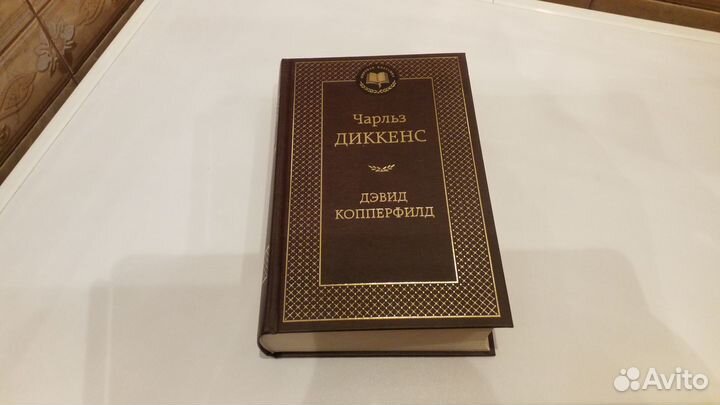 Чарльз
ДИККЕНС
ДЭВИД
КОППЕРФИЛД
Avito